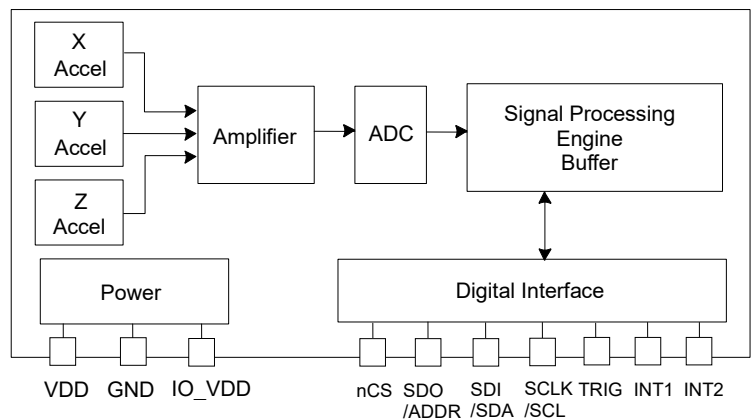 X
Accel
Y
Accel
Z
Accel
Amplifier
ADC
Signal Processing
Engine
Buffer
Power
Digital Interface
VDD
GND
IO_VDD
nCS
SDO
/ADDR
SDI
/SDA
SCLK
/SCL
TRIG
INT1
INT2